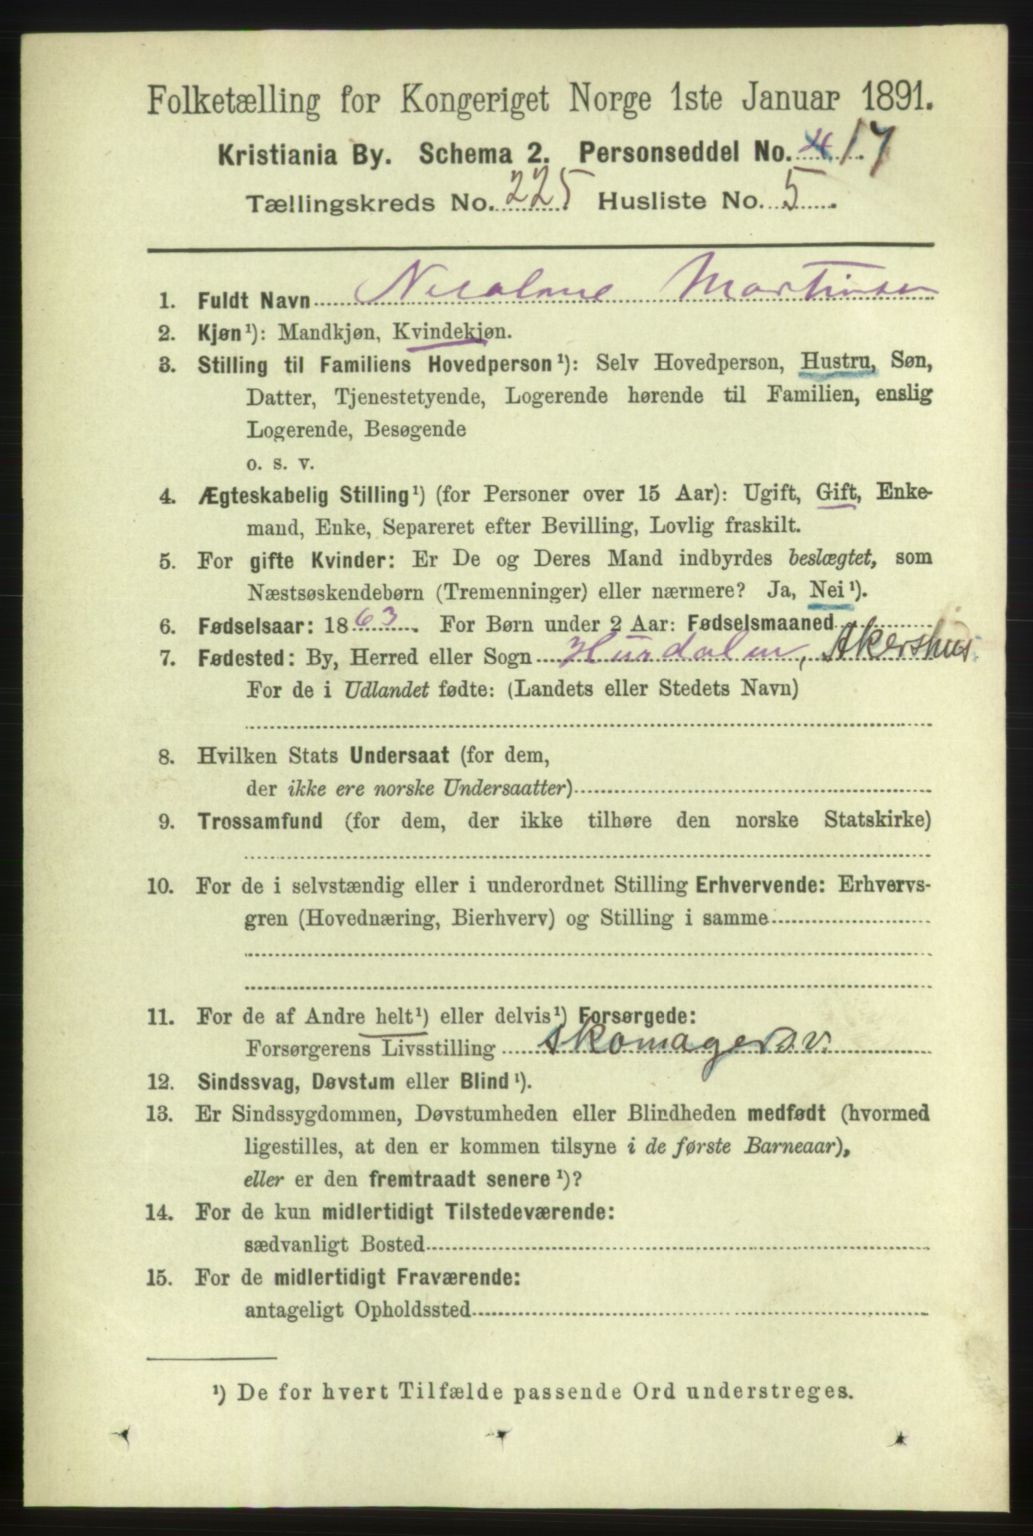 Folketælling for Kongeriget Norge 1ste Januar 1891.
Kristiania By. Schema 2. Personseddel No. 17
Tællingskreds No. 225 Husliste No. 5
1. Fuldt Navn Nicoline Martinsen
2. Kjøn¹): Mandkjøn, Kvindekjøn.
3. Stilling til Familiens Hovedperson¹): Selv Hovedperson, Hustru, Søn,
Datter, Tjenestetyende, Logerende hørende til Familien, enslig
Logerende, Besøgende
o. s. v.
4. Ægteskabelig Stilling¹) (for Personer over 15 Aar): Ugift, Gift, Enke-
mand, Enke, Separeret efter Bevilling, Lovlig fraskilt.
5. For gifte Kvinder: Er De og Deres Mand indbyrdes beslægtet, som
Næstsøskendebørn (Tremenninger) eller nærmere? Ja, Nei¹).
6. Fødselsaar: 1863. For Børn under 2 Aar: Fødselsmaaned
7. Fødested: By, Herred eller Sogn Hurdalen, Akershus.
For de i Udlandet fødte: (Landets eller Stedets Navn)
8. Hvilken Stats Undersaat (for dem,
der ikke ere norske Undersaatter)
9. Trossamfund (for dem, der ikke tilhøre den norske Statskirke)
10. For de i selvstændig eller i underordnet Stilling Erhvervende: Erhvervs-
gren (Hovednæring, Bierhverv) og Stilling i samme
11. For de af Andre helt¹) eller delvis¹) Forsørgede:
Forsørgerens Livsstilling skomagersv.
12. Sindssvag, Døvstum eller Blind¹).
13. Er Sindssygdommen, Døvstumheden eller Blindheden medfødt (hvormed
ligestilles, at den er kommen tilsyne i de første Barneaar),
eller er den fremtraadt senere¹)?
14. For de kun midlertidigt Tilstedeværende:
sædvanligt Bosted
15. For de midlertidigt Fraværende:
antageligt Opholdssted
¹) De for hvert Tilfælde passende Ord understreges.